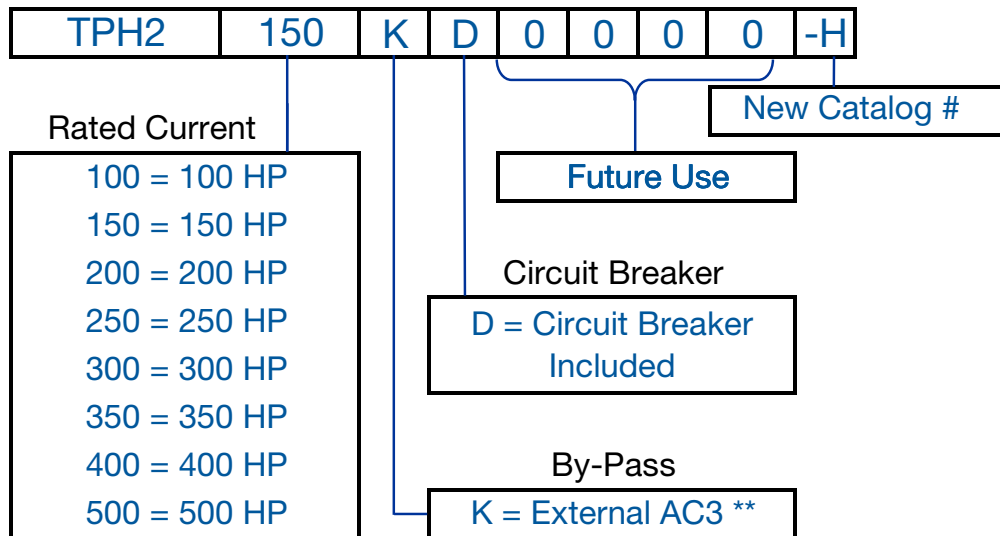 TPH2 150 K D 0 0 0 0 -H
New Catalog #
Rated Current
100 = 100 HP
150 = 150 HP
200 = 200 HP
250 = 250 HP
300 = 300 HP
350 = 350 HP
400 = 400 HP
500 = 500 HP
Future Use
Circuit Breaker
D = Circuit Breaker
Included
By-Pass
K = External AC3 **